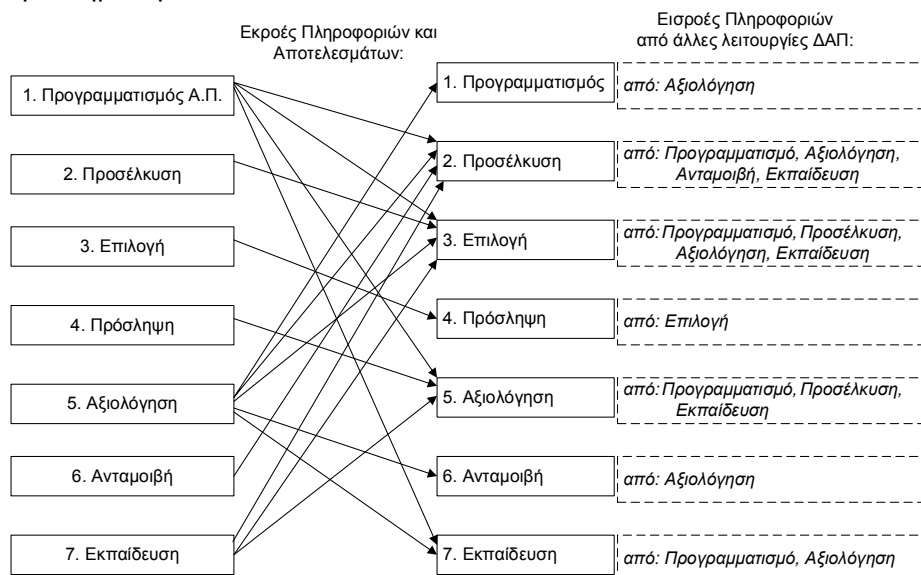 Εκροές Πληροφοριών και
Αποτελεσμάτων:
Εισροές Πληροφοριών
από άλλες λειτουργίες ΔΑΠ:
1. Προγραμματισμός Α.Π.
2. Προσέλκυση
3. Επιλογή
4. Πρόσληψη
5. Αξιολόγηση
6. Ανταμοιβή
7. Εκπαίδευση
1. Προγραμματισμός
από: Αξιολόγηση
2. Προσέλκυση
από: Προγραμματισμό, Αξιολόγηση,
Ανταμοιβή, Εκπαίδευση
3. Επιλογή
από: Προγραμματισμό, Προσέλκυση,
Αξιολόγηση, Εκπαίδευση
4. Πρόσληψη
από: Επιλογή
5. Αξιολόγηση
από: Προγραμματισμό, Προσέλκυση,
Εκπαίδευση
6. Ανταμοιβή
από: Αξιολόγηση
7. Εκπαίδευση
από: Προγραμματισμό, Αξιολόγηση